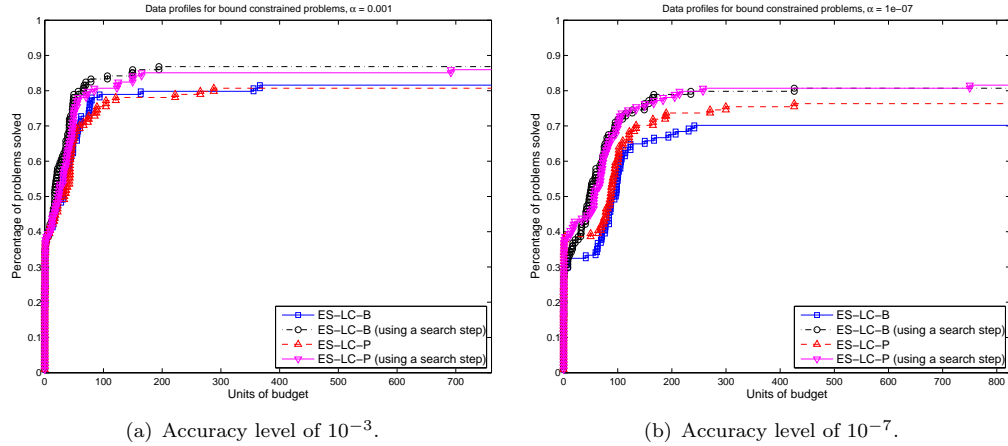 Data profiles for bound constrained problems, α = 0.001
1
0.9
0.8
0.7
0.6
0.5
0.4
0.3
0.2
0.1
0
Percentage of problems solved
0 100 200 300 400 500 600 700
Units of budget
ES−LC−B
ES−LC−B (using a search step)
ES−LC−P
ES−LC−P (using a search step)
(a) Accuracy level of 10−3.
Data profiles for bound constrained problems, α = 1e−07
1
0.9
0.8
0.7
0.6
0.5
0.4
0.3
0.2
0.1
0
Percentage of problems solved
0 100 200 300 400 500 600 700 800
Units of budget
ES−LC−B
ES−LC−B (using a search step)
ES−LC−P
ES−LC−P (using a search step)
(b) Accuracy level of 10−7.